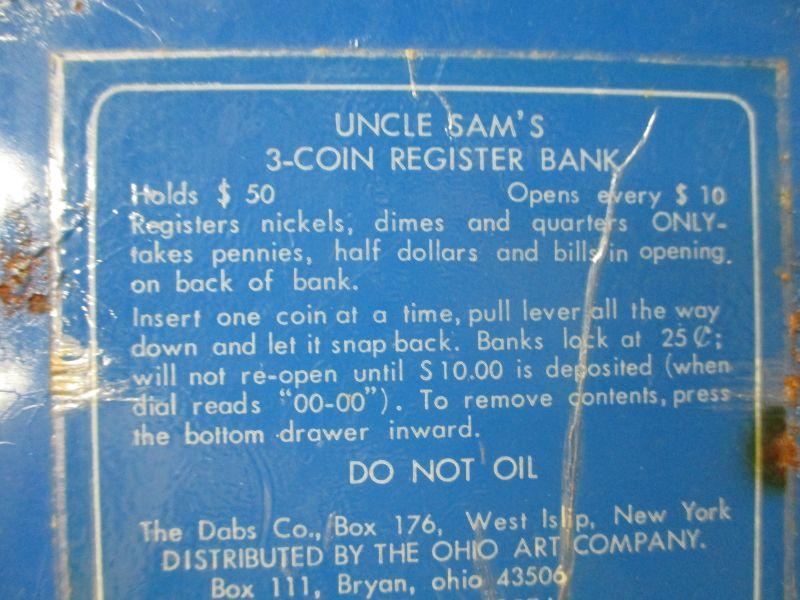 UNCLE SAM'S
3-COIN REGISTER BANK
Holds $ 50 Opens every $ 10
Registers nickels, dimes and quarters ONLY-
takes pennies, half dollars and bills in opening
on back of bank.
Insert one coin at a time, pull lever all the way
down and let it snap back. Banks lock at 25 ₵;
will not re-open until $10.00 is deposited (when
dial reads "00-00"). To remove contents, press
the bottom drawer inward.
DO NOT OIL
The Dabs Co., Box 176, West Islip, New York
DISTRIBUTED BY THE OHIO ART COMPANY.
Box 111, Bryan, ohio 43506